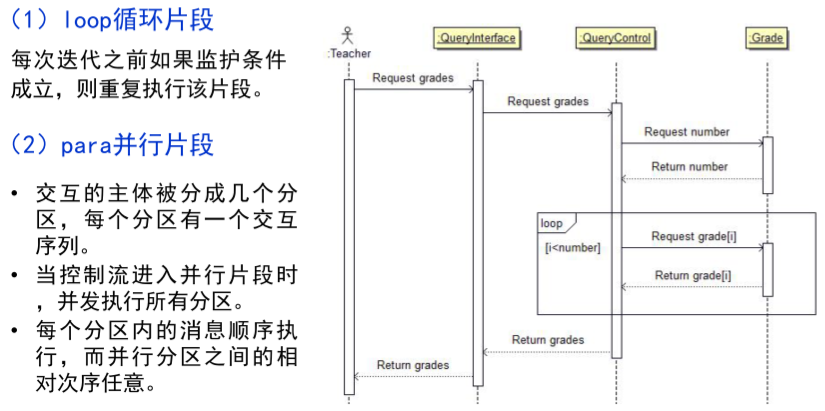 （1）loop循环片段
每次迭代之前如果监护条件
成立，则重复执行该片段。
（2）para并行片段
• 交互的主体被分成几个分
区，每个分区有一个交互
序列。
• 当控制流进入并行片段时
，并发执行所有分区。
• 每个分区内的消息顺序执
行，而并行分区之间的相
对次序任意。
:Teacher
:QueryInterface
:QueryControl
:Grade
Request grades
Request grades
Request number
Return number
loop
[i<number]
Request grade[i]
Return grade[i]
Return grades
Return grades